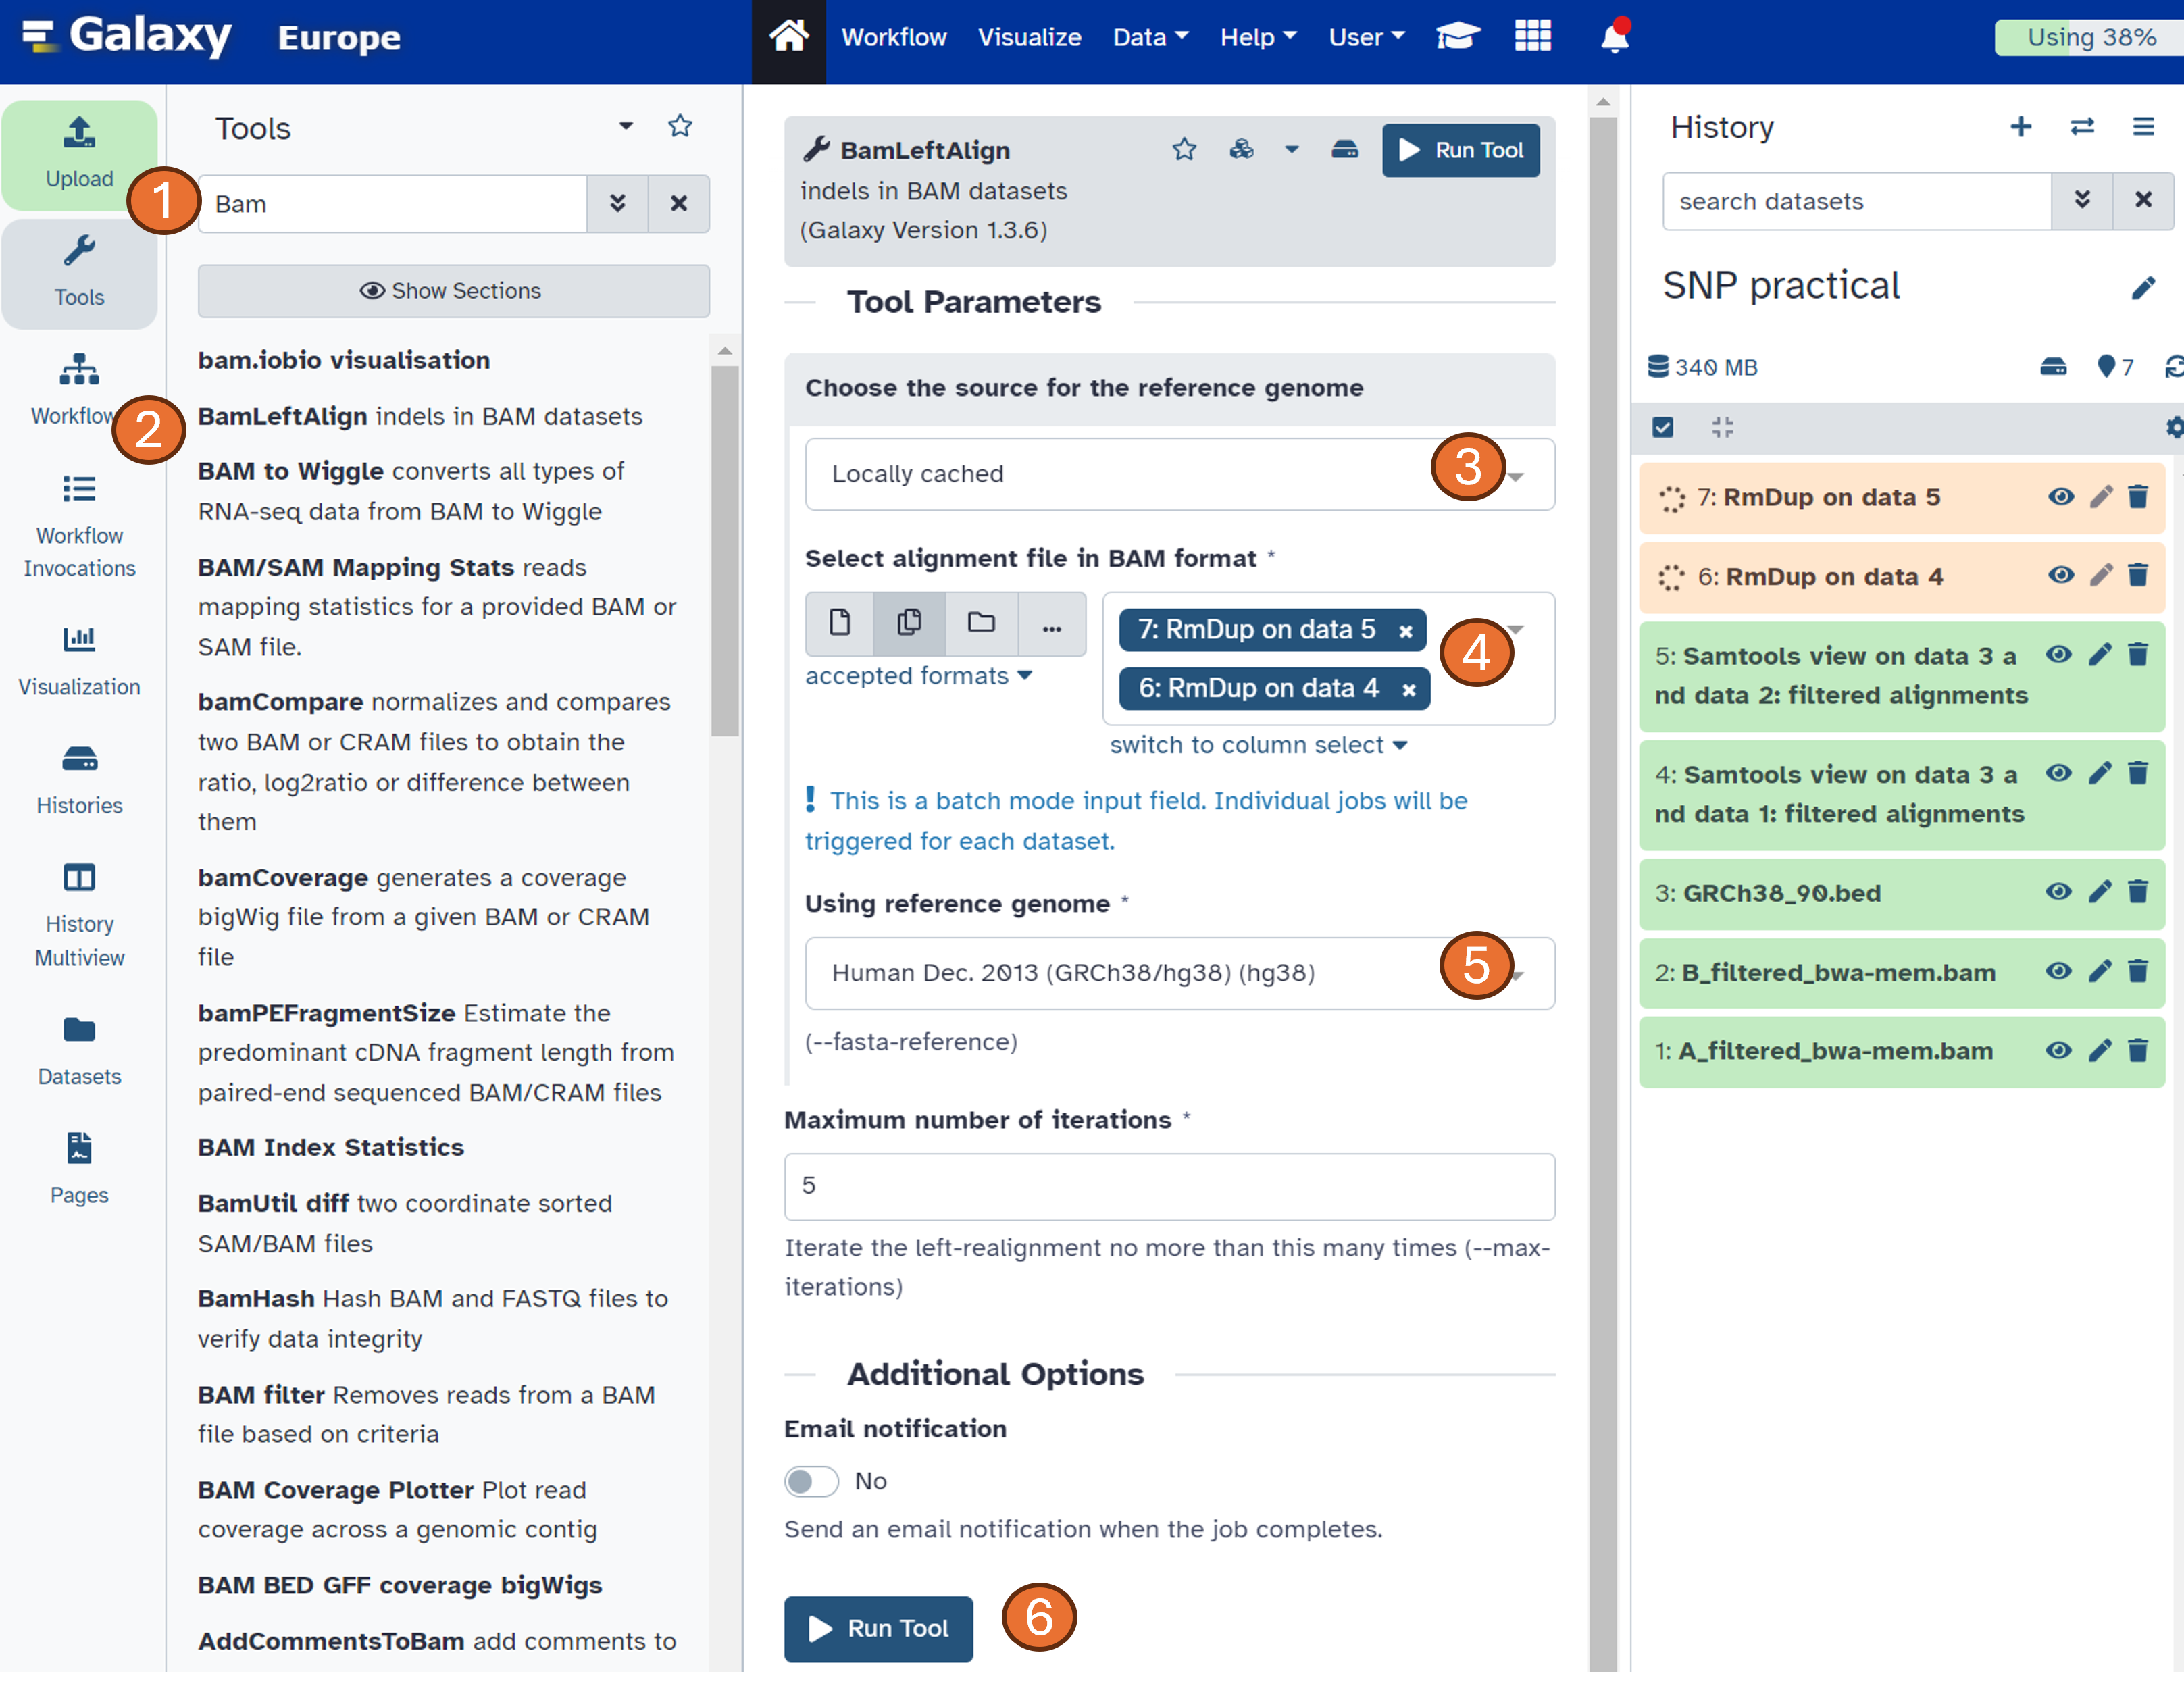 Galaxy Europe
Workflow Visualize Data Help User
Using 38%
Upload
Tools
Workflow
Workflow
Invocations
Visualization
Histories
History
Multiview
Datasets
Pages
Tools
1
Bam
Show Sections
bam.iobio visualisation
2
BamLeftAlign indels in BAM datasets
BAM to Wiggle converts all types of
RNA-seq data from BAM to Wiggle
BAM/SAM Mapping Stats reads
mapping statistics for a provided BAM or
SAM file.
bamCompare normalizes and compares
two BAM or CRAM files to obtain the
ratio, log2ratio or difference between
them
bamCoverage generates a coverage
bigWig file from a given BAM or CRAM
file
bamPEFragmentSize Estimate the
predominant cDNA fragment length from
paired-end sequenced BAM/CRAM files
BAM Index Statistics
BamUtil diff two coordinate sorted
SAM/BAM files
BamHash Hash BAM and FASTQ files to
verify data integrity
BAM filter Removes reads from a BAM
file based on criteria
BAM Coverage Plotter Plot read
coverage across a genomic contig
BAM BED GFF coverage bigWigs
AddCommentsToBam add comments to
BamLeftAlign
indels in BAM datasets
(Galaxy Version 1.3.6)
Run Tool
Tool Parameters
Choose the source for the reference genome
Locally cached
3
Select alignment file in BAM format *
...
accepted formats
7: RmDup on data 5 ×
6: RmDup on data 4 ×
4
switch to column select
! This is a batch mode input field. Individual jobs will be
triggered for each dataset.
Using reference genome *
Human Dec. 2013 (GRCh38/hg38) (hg38)
5
(--fasta-reference)
Maximum number of iterations *
5
Iterate the left-realignment no more than this many times (--max-
iterations)
Additional Options
Email notification
No
Send an email notification when the job completes.
Run Tool
6
History
search datasets
SNP practical
340 MB
7
7: RmDup on data 5
6: RmDup on data 4
5: Samtools view on data 3 a
nd data 2: filtered alignments
4: Samtools view on data 3 a
nd data 1: filtered alignments
3: GRCh38_90.bed
2: B_filtered_bwa-mem.bam
1: A_filtered_bwa-mem.bam